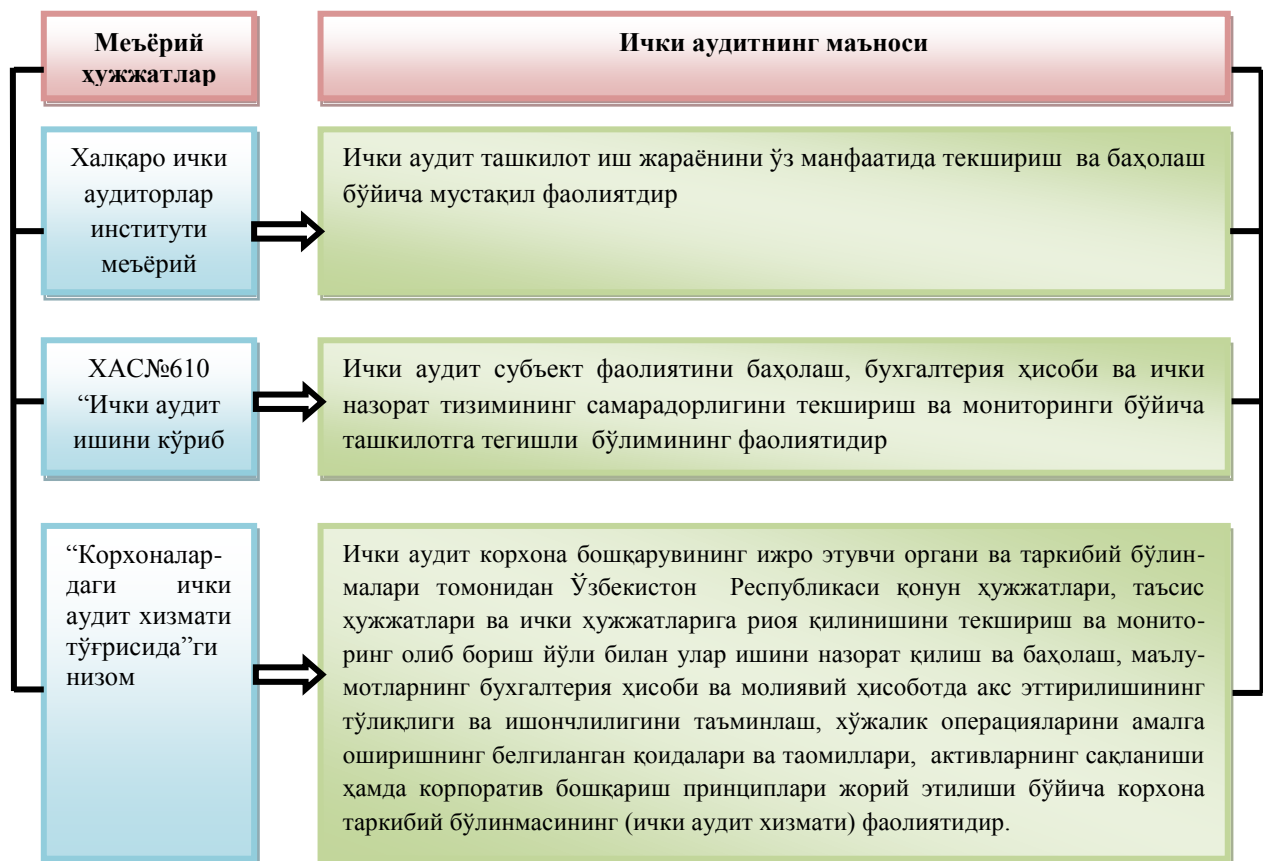 Меъёрий
ҳужжатлар
Ички аудитнинг маъноси
Халқаро ички
аудиторлар
институти
меъёрий
Ички аудит ташкилот иш жараёнини ўз манфаатида текшириш ва баҳолаш
бўйича мустақил фаолиятдир
ХАС№610
“Ички аудит
ишини кўриб
Ички аудит субъект фаолиятини баҳолаш, бухгалтерия ҳисоби ва ички
назорат тизимининг самарадорлигини текшириш ва мониторинги бўйича
ташкилотга тегишли бўлимининг фаолиятидир
“Корхоналар-
даги ички
аудит хизмати
тўғрисида”ги
низом
Ички аудит корхона бошқарувининг ижро этувчи органи ва таркибий бўлин-
малари томонидан Ўзбекистон Республикаси қонун ҳужжатлари, таъсис
ҳужжатлари ва ички ҳужжатларига риоя қилинишини текшириш ва монито-
ринг олиб бориш йўли билан улар ишини назорат қилиш ва баҳолаш, маълу-
мотларнинг бухгалтерия ҳисоби ва молиявий ҳисоботда акс эттирилишининг
тўлиқлиги ва ишончлилигини таъминлаш, хўжалик операцияларини амалга
оширишнинг белгиланган қоидалари ва таомиллари, активларнинг сақланиши
ҳамда корпоратив бошқариш принциплари жорий этилиши бўйича корхона
таркибий бўлинмасининг (ички аудит хизмати) фаолиятидир.